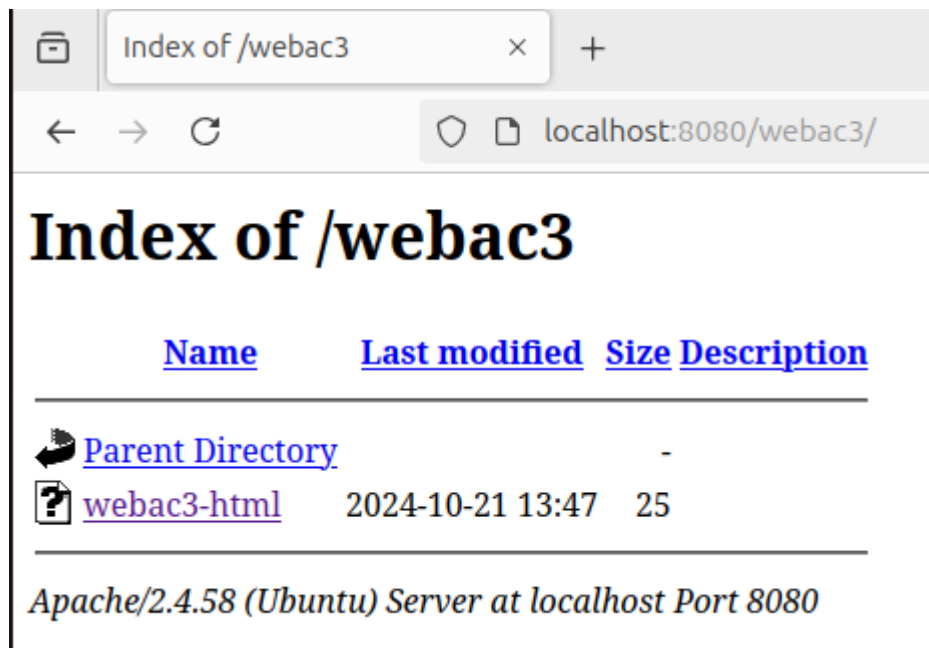 Index of /webac3
localhost:8080/webac3/
Index of /webac3
Name Last modified Size Description
Parent Directory -
webac3-html 2024-10-21 13:47 25
Apache/2.4.58 (Ubuntu) Server at localhost Port 8080